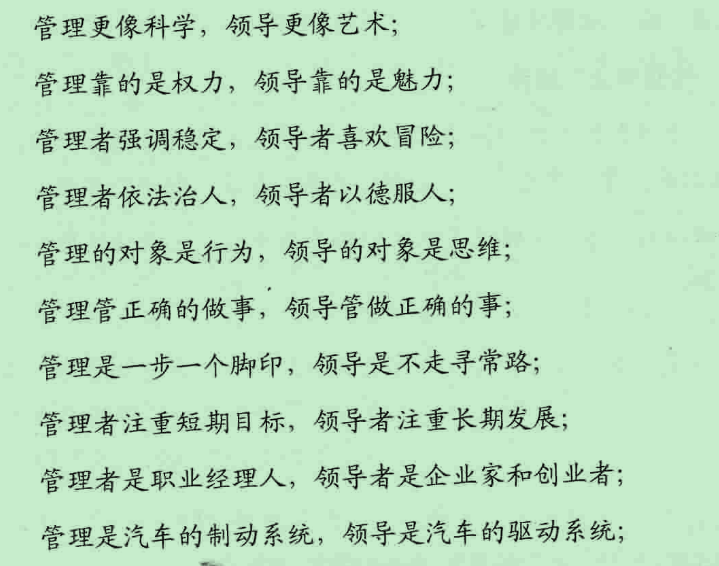 管理更像科学，领导更像艺术；
管理靠的是权力，领导靠的是魅力；
管理者强调稳定，领导者喜欢冒险；
管理者依法治人，领导者以德服人；
管理的对象是行为，领导的对象是思维；
管理管正确的做事，领导管做正确的事；
管理是一步一个脚印，领导是不走寻常路；
管理者注重短期目标，领导者注重长期发展；
管理者是职业经理人，领导者是企业家和创业者；
管理是汽车的制动系统，领导是汽车的驱动系统；